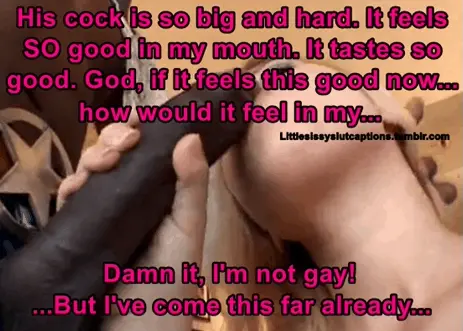 His cock is so big and hard. It feels
SO good in my mouth. It tastes so
good. God, if it feels this good now...
how would it feel in my...
Littlesissyslutcaptions.tumblr.com
Damn it, I'm not gay!
...But I've come this far already...